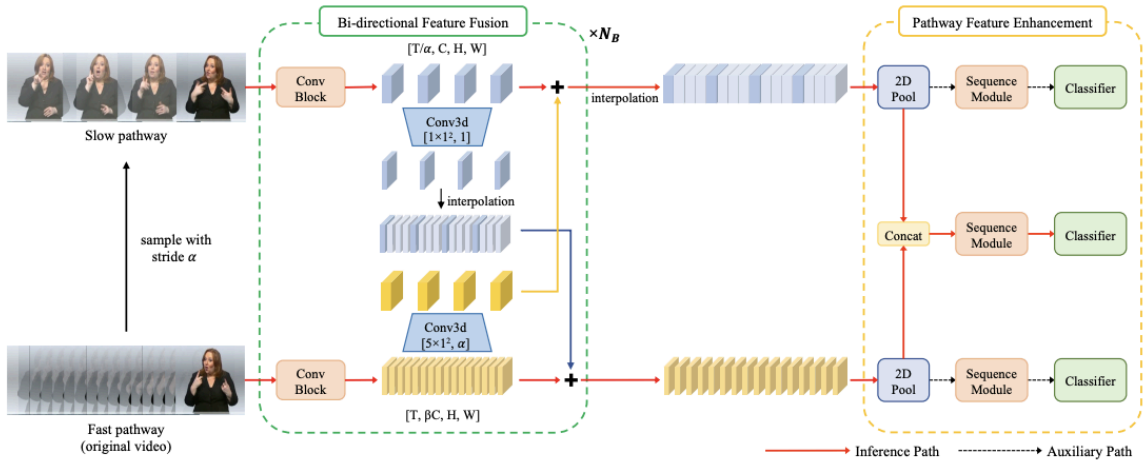 Bi-directional Feature Fusion
×N_B
Pathway Feature Enhancement
[T/α, C, H, W]
Conv
Block
Conv3d
[1×1², 1]
interpolation
2D
Pool
Sequence
Module
Classifier
Slow pathway
interpolation
sample with
stride α
Concat
Sequence
Module
Classifier
Conv3d
[5×1², α]
Conv
Block
2D
Pool
Sequence
Module
Classifier
[T, βC, H, W]
Fast pathway
(original video)
Inference Path
Auxiliary Path